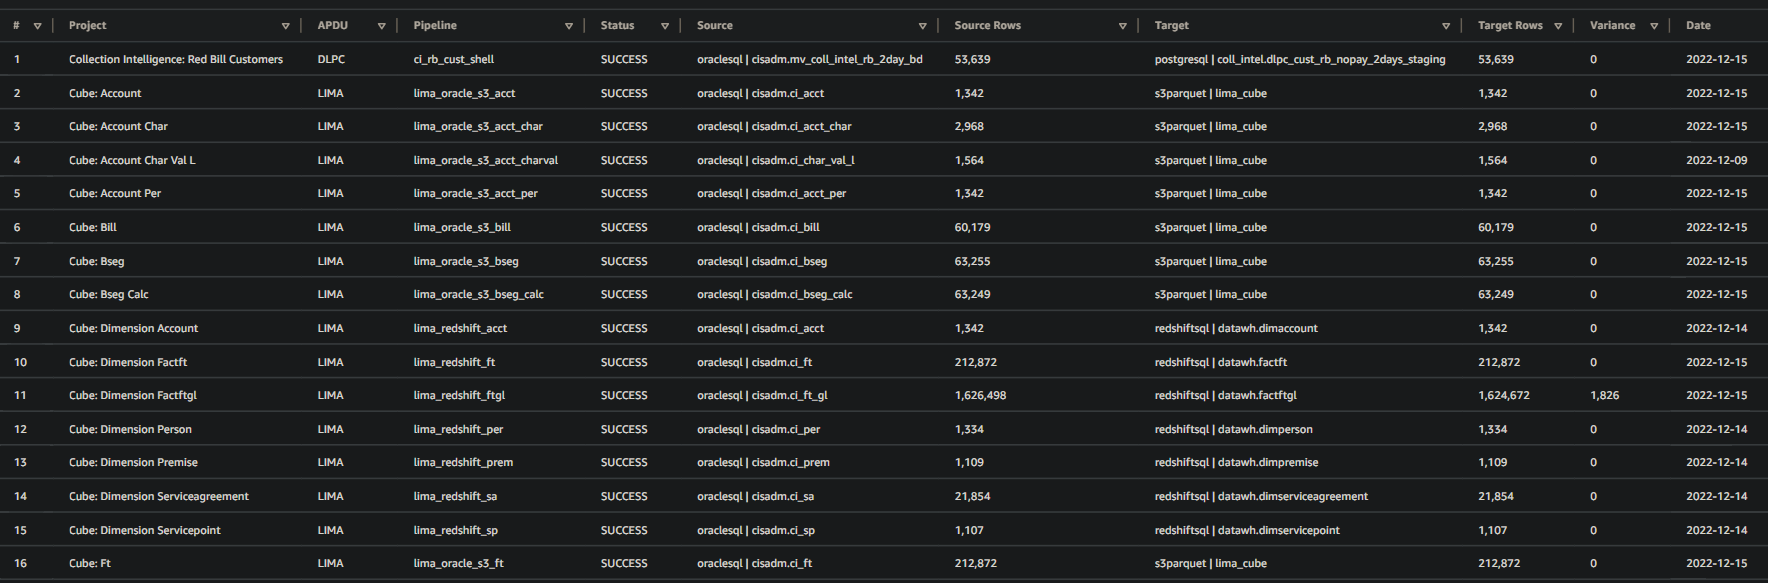 # Project APDU Pipeline Status Source Source Rows Target Target Rows Variance Date
1 Collection Intelligence: Red Bill Customers DLPC ci_rb_cust_shell SUCCESS oraclesql | cisadm.mv_coll_intel_rb_2day_bd 53,639 postgresql | coll_intel.dlpc_cust_rb_nopay_2days_staging 53,639 0 2022-12-15
2 Cube: Account LIMA lima_oracle_s3_acct SUCCESS oraclesql | cisadm.ci_acct 1,342 s3parquet | lima_cube 1,342 0 2022-12-15
3 Cube: Account Char LIMA lima_oracle_s3_acct_char SUCCESS oraclesql | cisadm.ci_acct_char 2,968 s3parquet | lima_cube 2,968 0 2022-12-15
4 Cube: Account Char Val L LIMA lima_oracle_s3_acct_charval SUCCESS oraclesql | cisadm.ci_char_val_l 1,564 s3parquet | lima_cube 1,564 0 2022-12-09
5 Cube: Account Per LIMA lima_oracle_s3_acct_per SUCCESS oraclesql | cisadm.ci_acct_per 1,342 s3parquet | lima_cube 1,342 0 2022-12-15
6 Cube: Bill LIMA lima_oracle_s3_bill SUCCESS oraclesql | cisadm.ci_bill 60,179 s3parquet | lima_cube 60,179 0 2022-12-15
7 Cube: Bseg LIMA lima_oracle_s3_bseg SUCCESS oraclesql | cisadm.ci_bseg 63,255 s3parquet | lima_cube 63,255 0 2022-12-15
8 Cube: Bseg Calc LIMA lima_oracle_s3_bseg_calc SUCCESS oraclesql | cisadm.ci_bseg_calc 63,249 s3parquet | lima_cube 63,249 0 2022-12-15
9 Cube: Dimension Account LIMA lima_redshift_acct SUCCESS oraclesql | cisadm.ci_acct 1,342 redshiftsql | datawh.dimaccount 1,342 0 2022-12-14
10 Cube: Dimension Factft LIMA lima_redshift_ft SUCCESS oraclesql | cisadm.ci_ft 212,872 redshiftsql | datawh.factft 212,872 0 2022-12-15
11 Cube: Dimension Factftgl LIMA lima_redshift_ftgl SUCCESS oraclesql | cisadm.ci_ft_gl 1,626,498 redshiftsql | datawh.factftgl 1,624,672 1,826 2022-12-15
12 Cube: Dimension Person LIMA lima_redshift_per SUCCESS oraclesql | cisadm.ci_per 1,334 redshiftsql | datawh.dimperson 1,334 0 2022-12-14
13 Cube: Dimension Premise LIMA lima_redshift_prem SUCCESS oraclesql | cisadm.ci_prem 1,109 redshiftsql | datawh.dimpremise 1,109 0 2022-12-14
14 Cube: Dimension Serviceagreement LIMA lima_redshift_sa SUCCESS oraclesql | cisadm.ci_sa 21,854 redshiftsql | datawh.dimserviceagreement 21,854 0 2022-12-14
15 Cube: Dimension Servicepoint LIMA lima_redshift_sp SUCCESS oraclesql | cisadm.ci_sp 1,107 redshiftsql | datawh.dimservicepoint 1,107 0 2022-12-14
16 Cube: Ft LIMA lima_oracle_s3_ft SUCCESS oraclesql | cisadm.ci_ft 212,872 s3parquet | lima_cube 212,872 0 2022-12-15